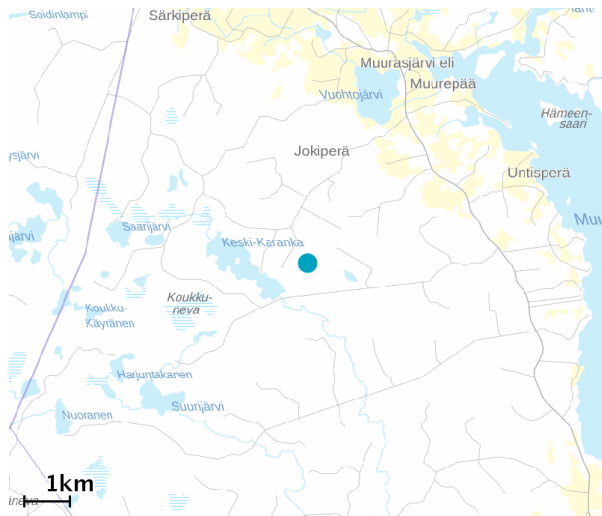 Soidinlampi
Särkiperä
Muurasjärvi eli
Muurepää
Vuohtojärvi
Hämeen-
saari
Jokiperä
Untisperä
Saarijärvi
Keski-Karanka
Koukku-
neva
Koukku-
Käyränen
Harjuntakanen
Suurijärvi
Nuoranen
1km